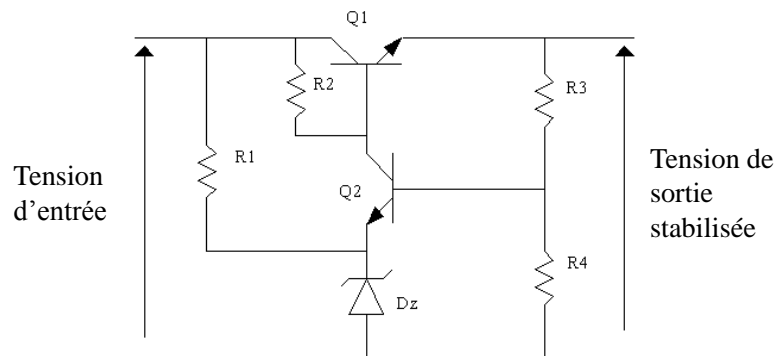 Q1
R2
R3
R1
Tension
d’entrée
Q2
Tension de
sortie
stabilisée
R4
Dz